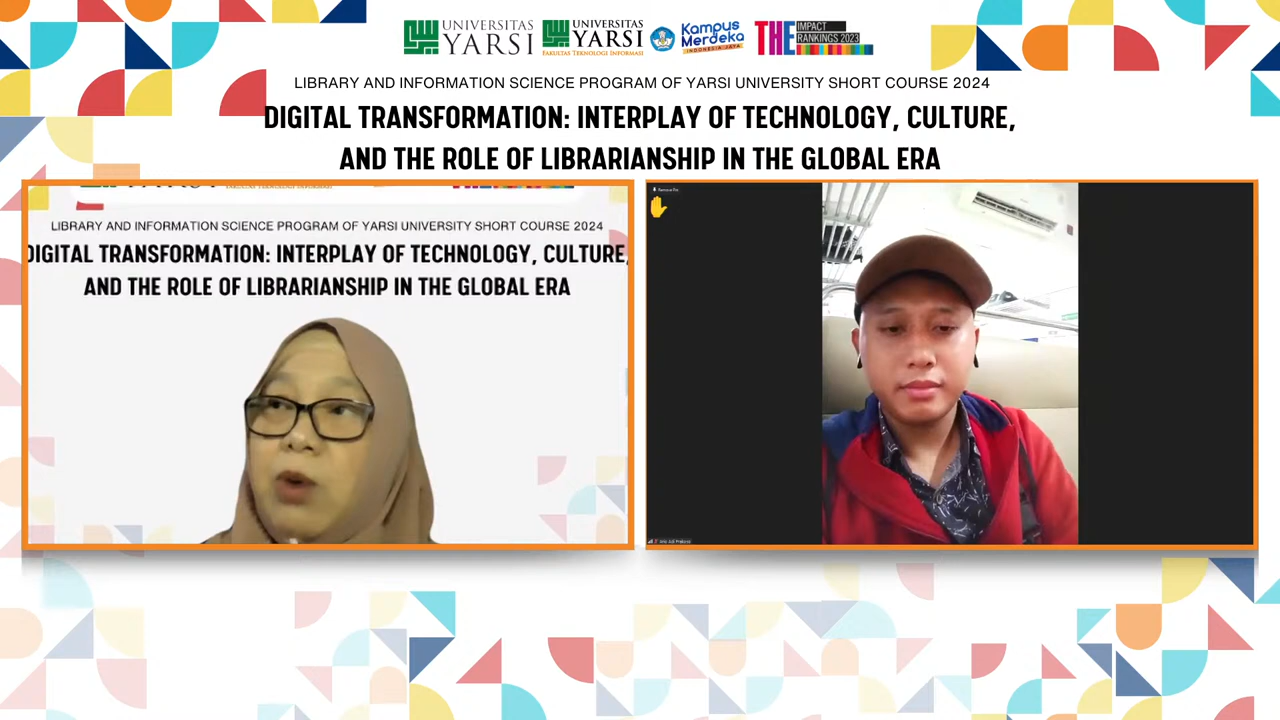 UNIVERSITAS
YARSI
UNIVERSITAS
YARSI
FAKULTAS TEKNOLOGI INFORMASI
Kampus
Merdeka
INDONESIA JAYA
THE
IMPACT
RANKINGS 2023
LIBRARY AND INFORMATION SCIENCE PROGRAM OF YARSI UNIVERSITY SHORT COURSE 2024
DIGITAL TRANSFORMATION: INTERPLAY OF TECHNOLOGY, CULTURE,
AND THE ROLE OF LIBRARIANSHIP IN THE GLOBAL ERA
LIBRARY AND INFORMATION SCIENCE PROGRAM OF YARSI UNIVERSITY SHORT COURSE 2024
DIGITAL TRANSFORMATION: INTERPLAY OF TECHNOLOGY, CULTURE,
AND THE ROLE OF LIBRARIANSHIP IN THE GLOBAL ERA